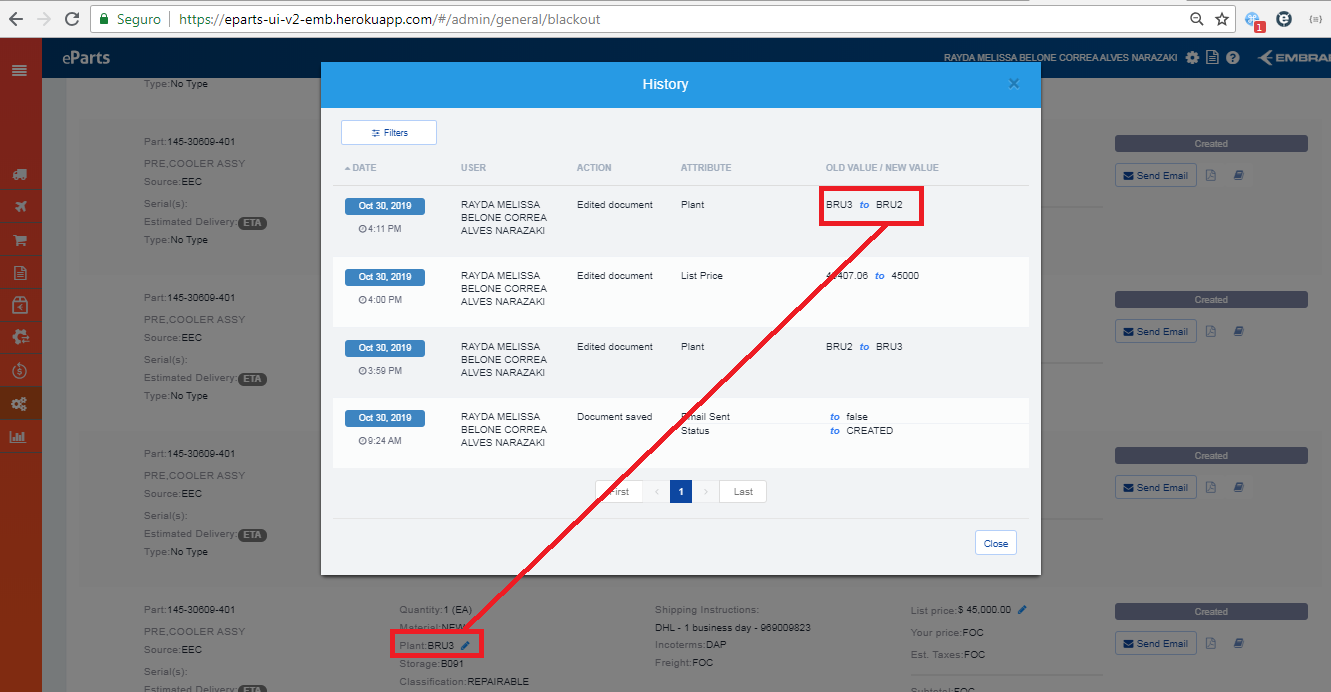 Seguro https://eparts-ui-v2-emb.herokuapp.com/#/admin/general/blackout
1
eParts
RAYDA MELISSA BELONE CORREA ALVES NARAZAKI
EMBRAI
Type:No Type
History
Filters
DATE USER ACTION ATTRIBUTE OLD VALUE / NEW VALUE
Oct 30, 2019
4:11 PM
RAYDA MELISSA
BELONE CORREA
ALVES NARAZAKI
Edited document
Plant
BRU3 to BRU2
Oct 30, 2019
4:00 PM
RAYDA MELISSA
BELONE CORREA
ALVES NARAZAKI
Edited document
List Price
407.06 to 45000
Oct 30, 2019
3:59 PM
RAYDA MELISSA
BELONE CORREA
ALVES NARAZAKI
Edited document
Plant
BRU2 to BRU3
Oct 30, 2019
9:24 AM
RAYDA MELISSA
BELONE CORREA
ALVES NARAZAKI
Document saved
Email Sent
to false
Status
to CREATED
First ‹ 1 › Last
Close
Part:145-30609-401
PRE,COOLER ASSY
Source:EEC
Serial(s):
Estimated Delivery: ETA
Type:No Type
Created
Send Email
Part:145-30609-401
PRE,COOLER ASSY
Source:EEC
Serial(s):
Estimated Delivery: ETA
Type:No Type
Created
Send Email
Part:145-30609-401
PRE,COOLER ASSY
Source:EEC
Serial(s):
Estimated Delivery: ETA
Type:No Type
Created
Send Email
Part:145-30609-401
PRE,COOLER ASSY
Source:EEC
Serial(s):
Estimated Delivery: ETA
Quantity:1 (EA)
Material:NEW
Plant:BRU3
Storage:B091
Classification:REPAIRABLE
Shipping Instructions:
DHL - 1 business day - 969009823
Incoterms:DAP
Freight:FOC
List price:$ 45,000.00
Your price:FOC
Est. Taxes:FOC
Subtotal:FOC
Created
Send Email